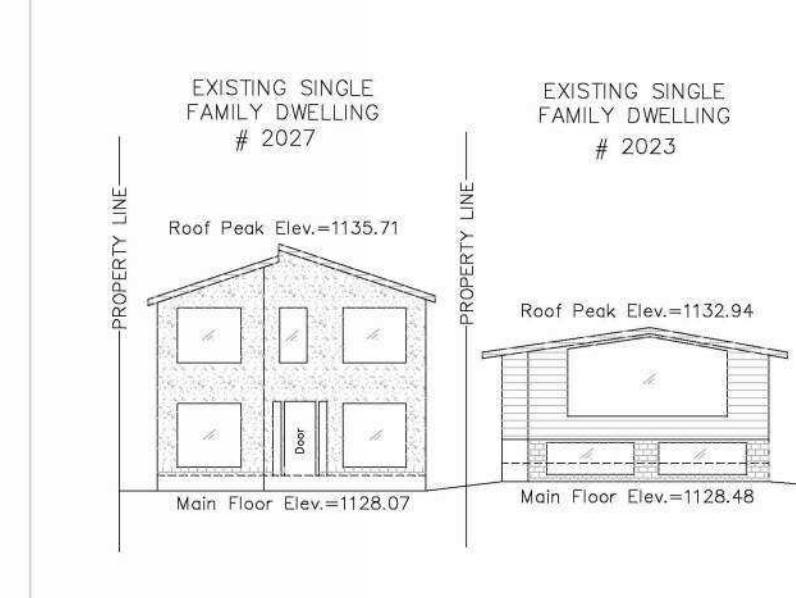 EXISTING SINGLE
FAMILY DWELLING
# 2027
EXISTING SINGLE
FAMILY DWELLING
# 2023
PROPERTY LINE
PROPERTY LINE
Roof Peak Elev.=1135.71
Roof Peak Elev.=1132.94
Door
Main Floor Elev.=1128.07
Main Floor Elev.=1128.48